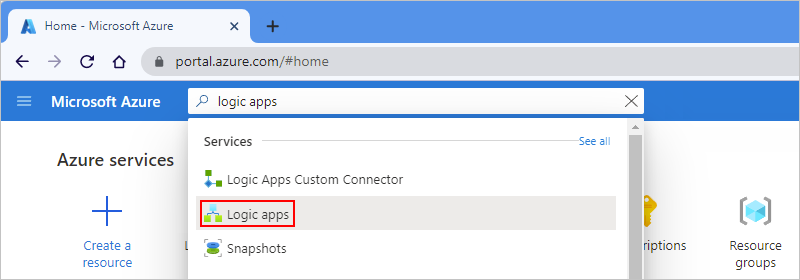 Home - Microsoft Azure
portal.azure.com/#home
Microsoft Azure
logic apps
Services
See all
Azure services
Logic Apps Custom Connector
Logic apps
Snapshots
Create a
resource
Resource
groups